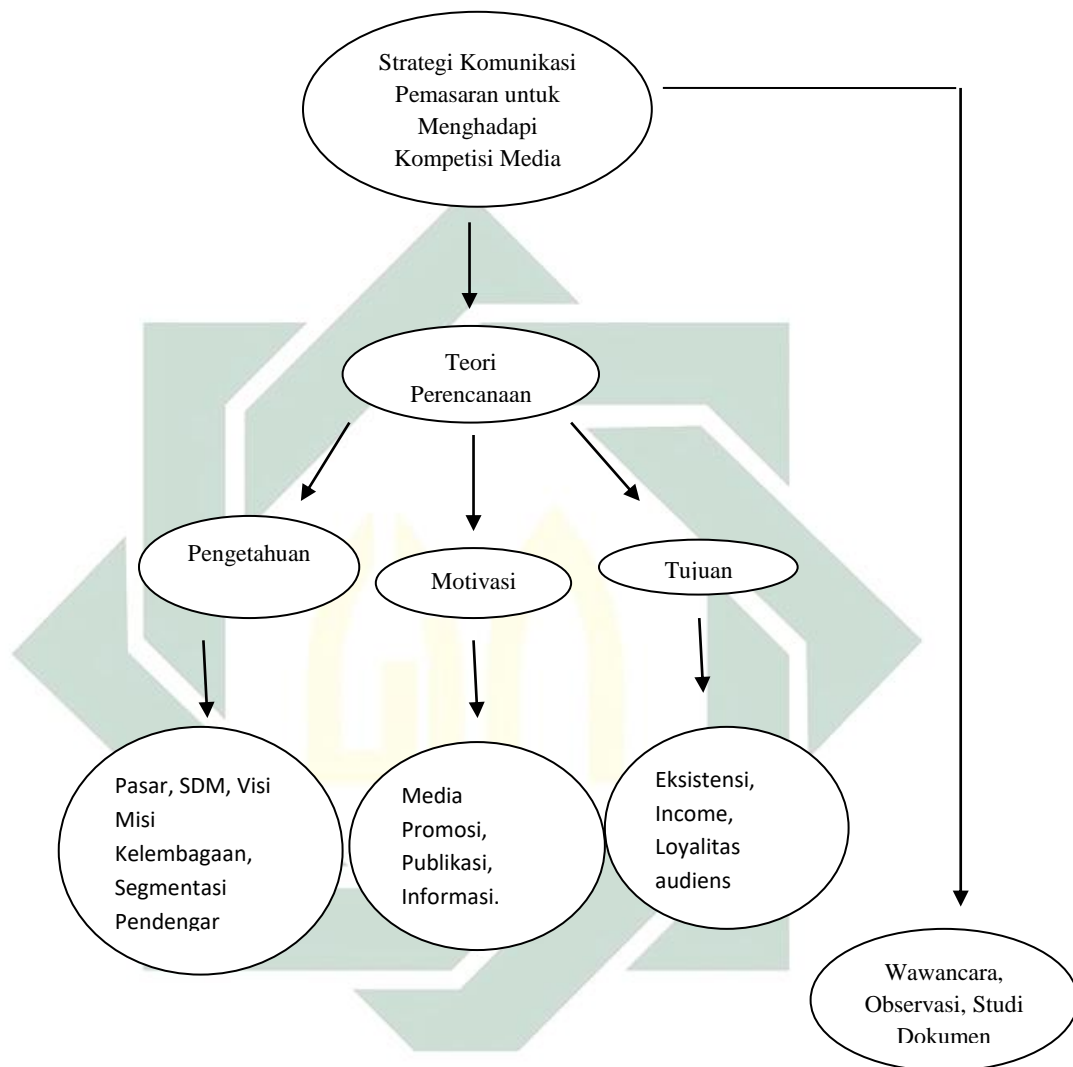 Strategi Komunikasi
Pemasaran untuk
Menghadapi
Kompetisi Media
Teori
Perencanaan
Pengetahuan
Motivasi
Tujuan
Pasar, SDM, Visi
Misi
Kelembagaan,
Segmentasi
Pendengar
Media
Promosi,
Publikasi,
Informasi.
Eksistensi,
Income,
Loyalitas
audiens
Wawancara,
Observasi, Studi
Dokumen